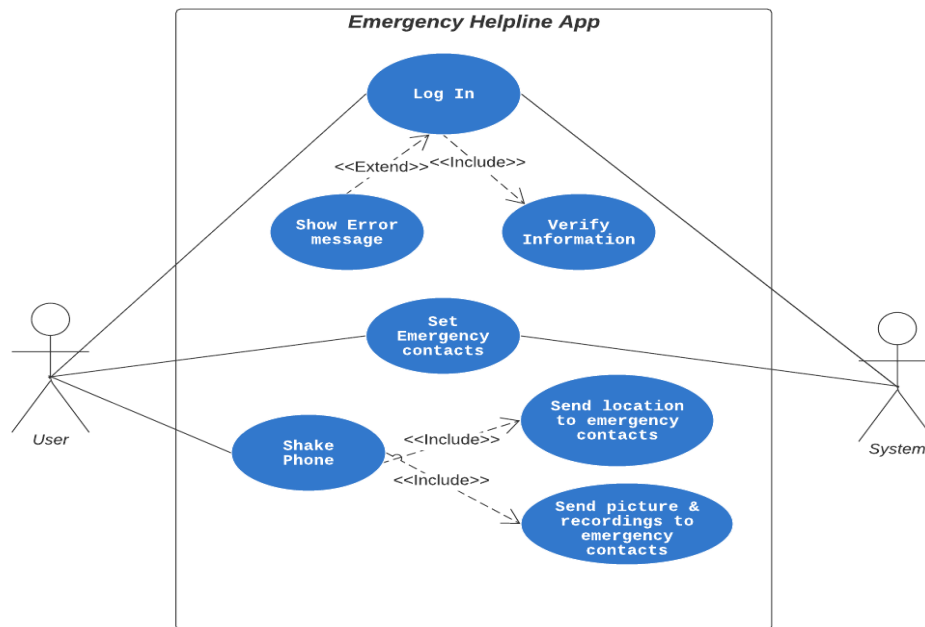 Emergency Helpline App
Log In
<<Extend>>
<<Include>>
Show Error
message
Verify
Information
Set
Emergency
contacts
User
System
Shake
Phone
<<Include>>
<<Include>>
Send location
to emergency
contacts
Send picture &
recordings to
emergency
contacts